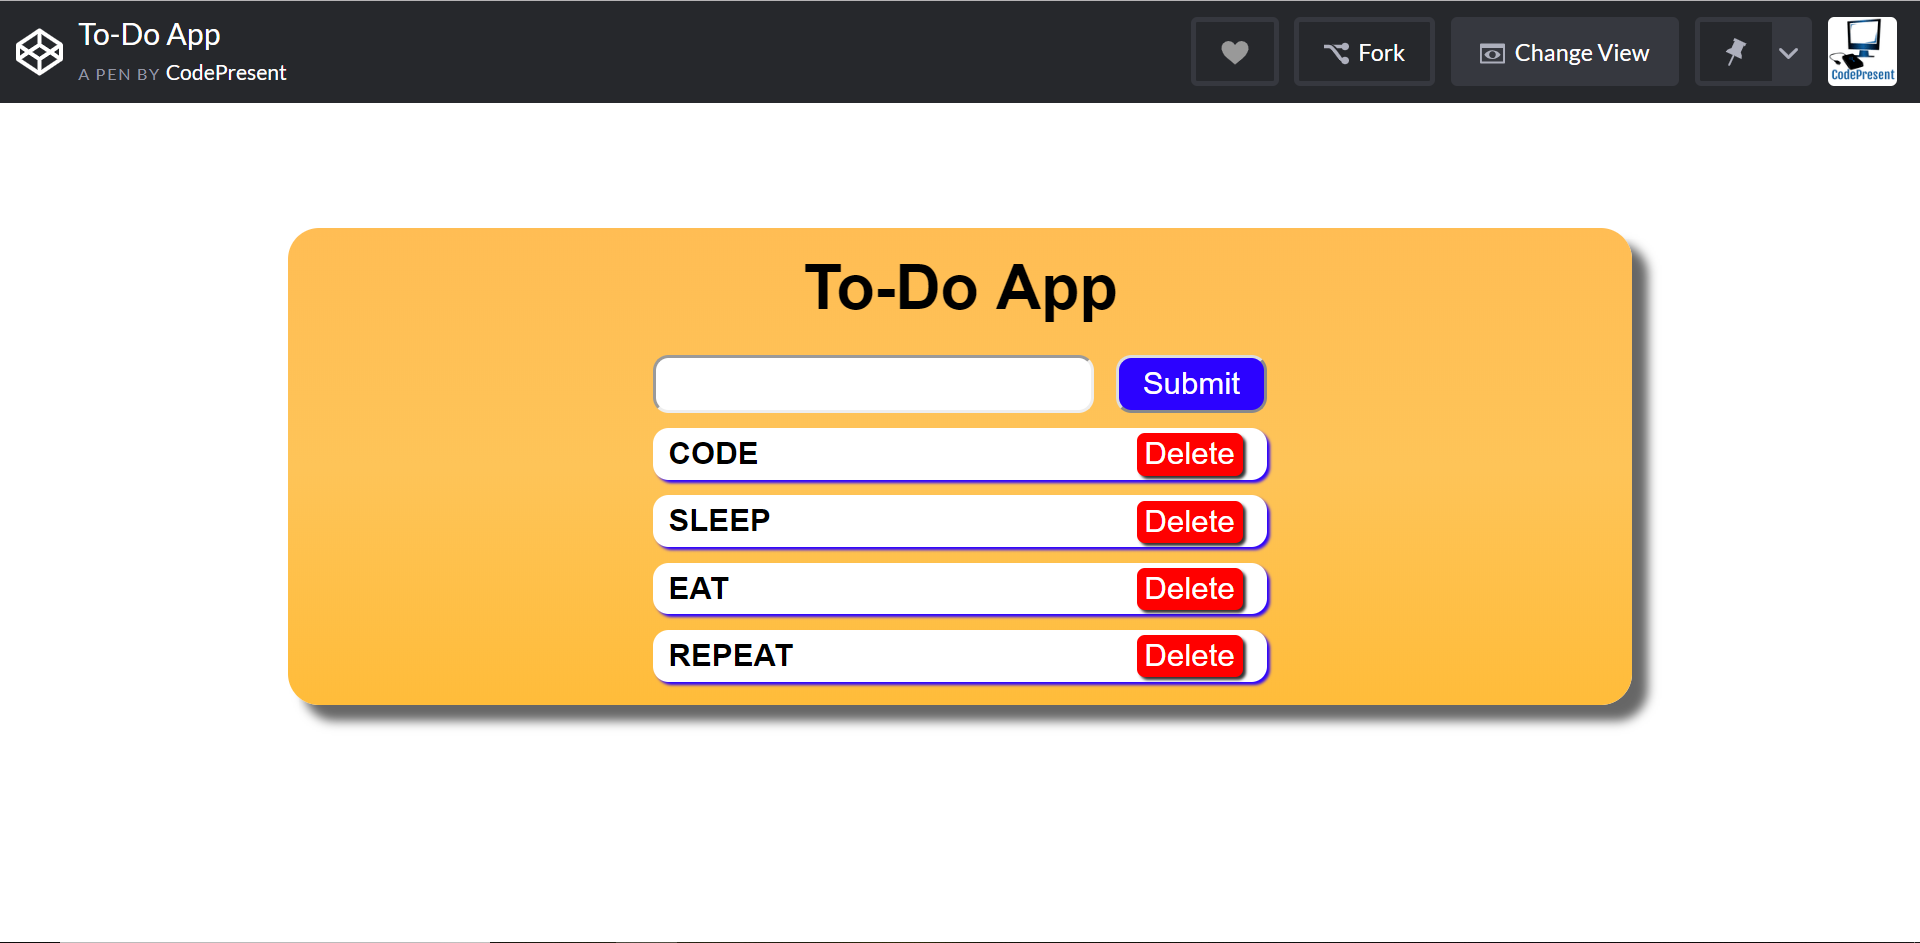 To-Do App
A PEN BY CodePresent
Fork
Change View
CodePresent
To-Do App
Submit
CODE Delete
SLEEP Delete
EAT Delete
REPEAT Delete